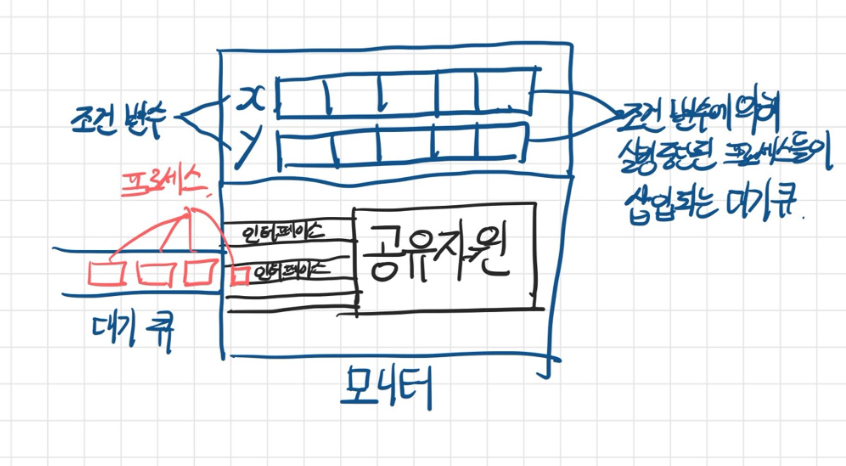 조건 변수
x
y
조건 변수에 의해
실행 중단된 프로세스들이
삽입되는 대기 큐.
프로세스
인터페이스
인터페이스
공유자원
대기 큐
모니터